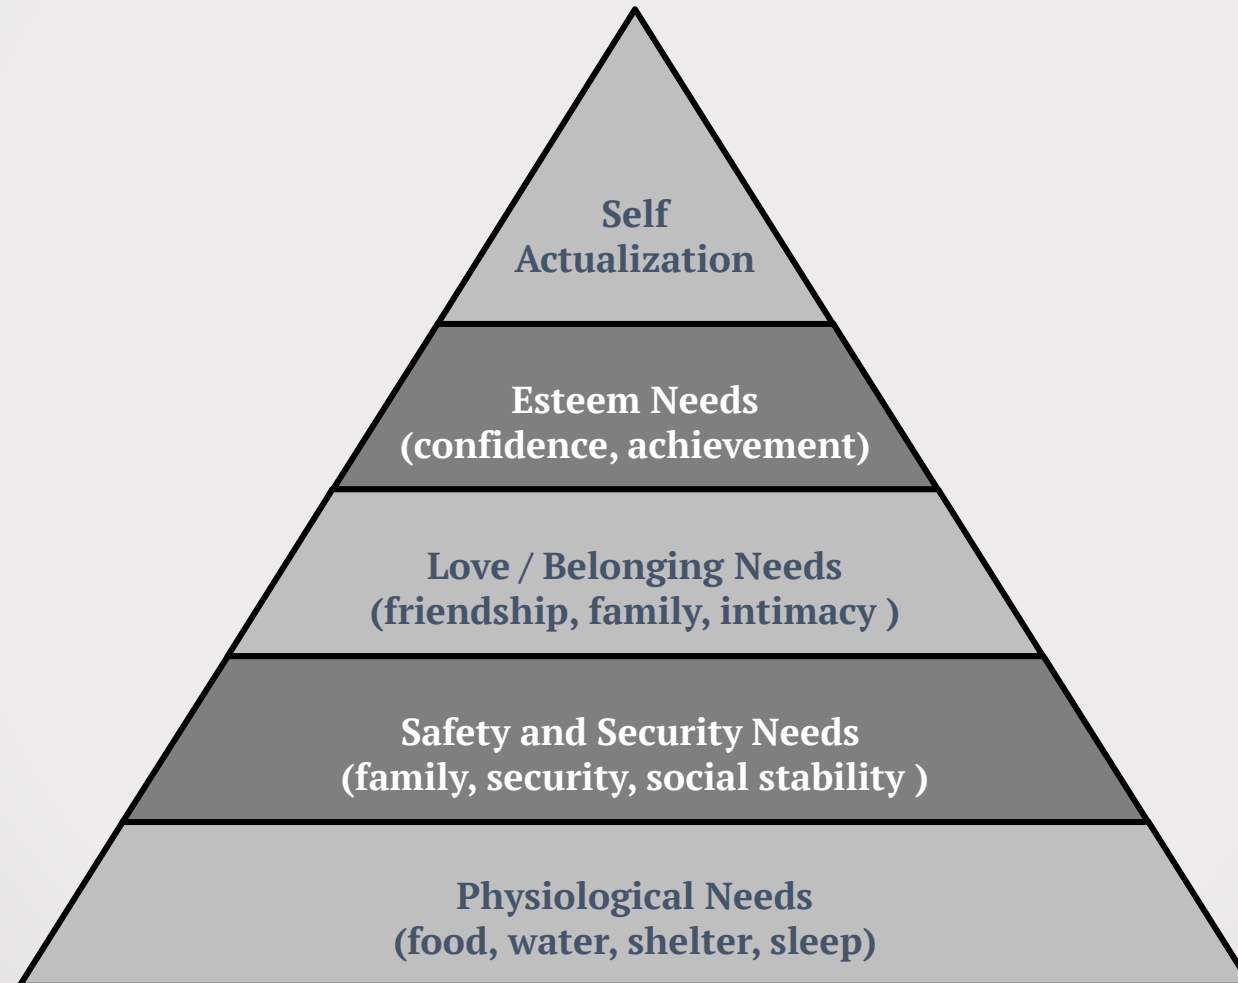 Self
Actualization
Esteem Needs
(confidence, achievement)
Love / Belonging Needs
(friendship, family, intimacy )
Safety and Security Needs
(family, security, social stability )
Physiological Needs
(food, water, shelter, sleep)